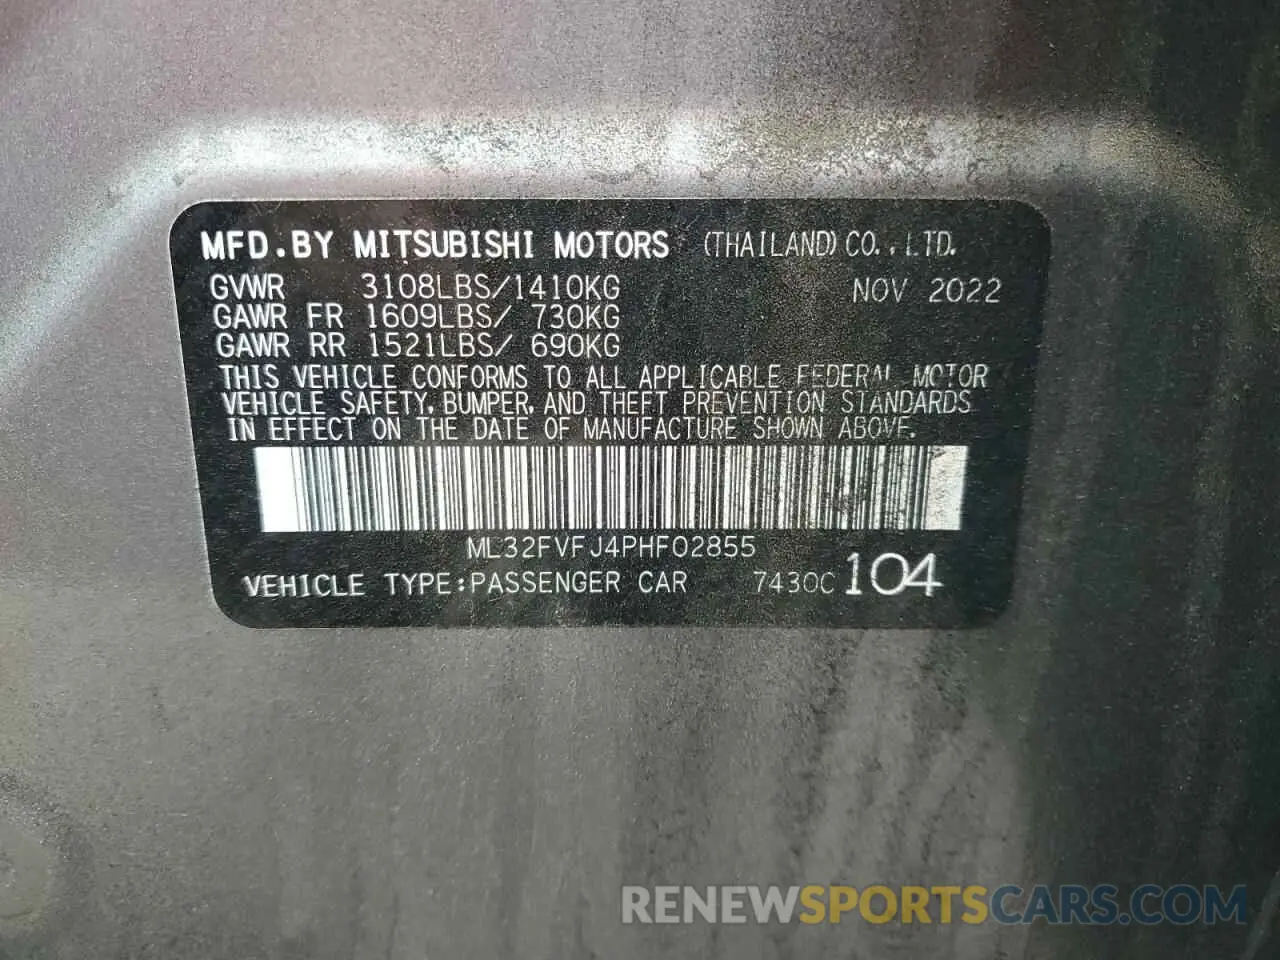 MFD.BY MITSUBISHI MOTORS (THAILAND)CO.,LTD.
GVWR 3108LBS/1410KG NOV 2022
GAWR FR 1609LBS/ 730KG
GAWR RR 1521LBS/ 690KG
THIS VEHICLE CONFORMS TO ALL APPLICABLE FEDERAL MOTOR
VEHICLE SAFETY, BUMPER, AND THEFT PREVENTION STANDARDS
IN EFFECT ON THE DATE OF MANUFACTURE SHOWN ABOVE.
ML32FVFJ4PHF02855
VEHICLE TYPE:PASSENGER CAR 7430C 104
RENEWSPORTSCARS.COM